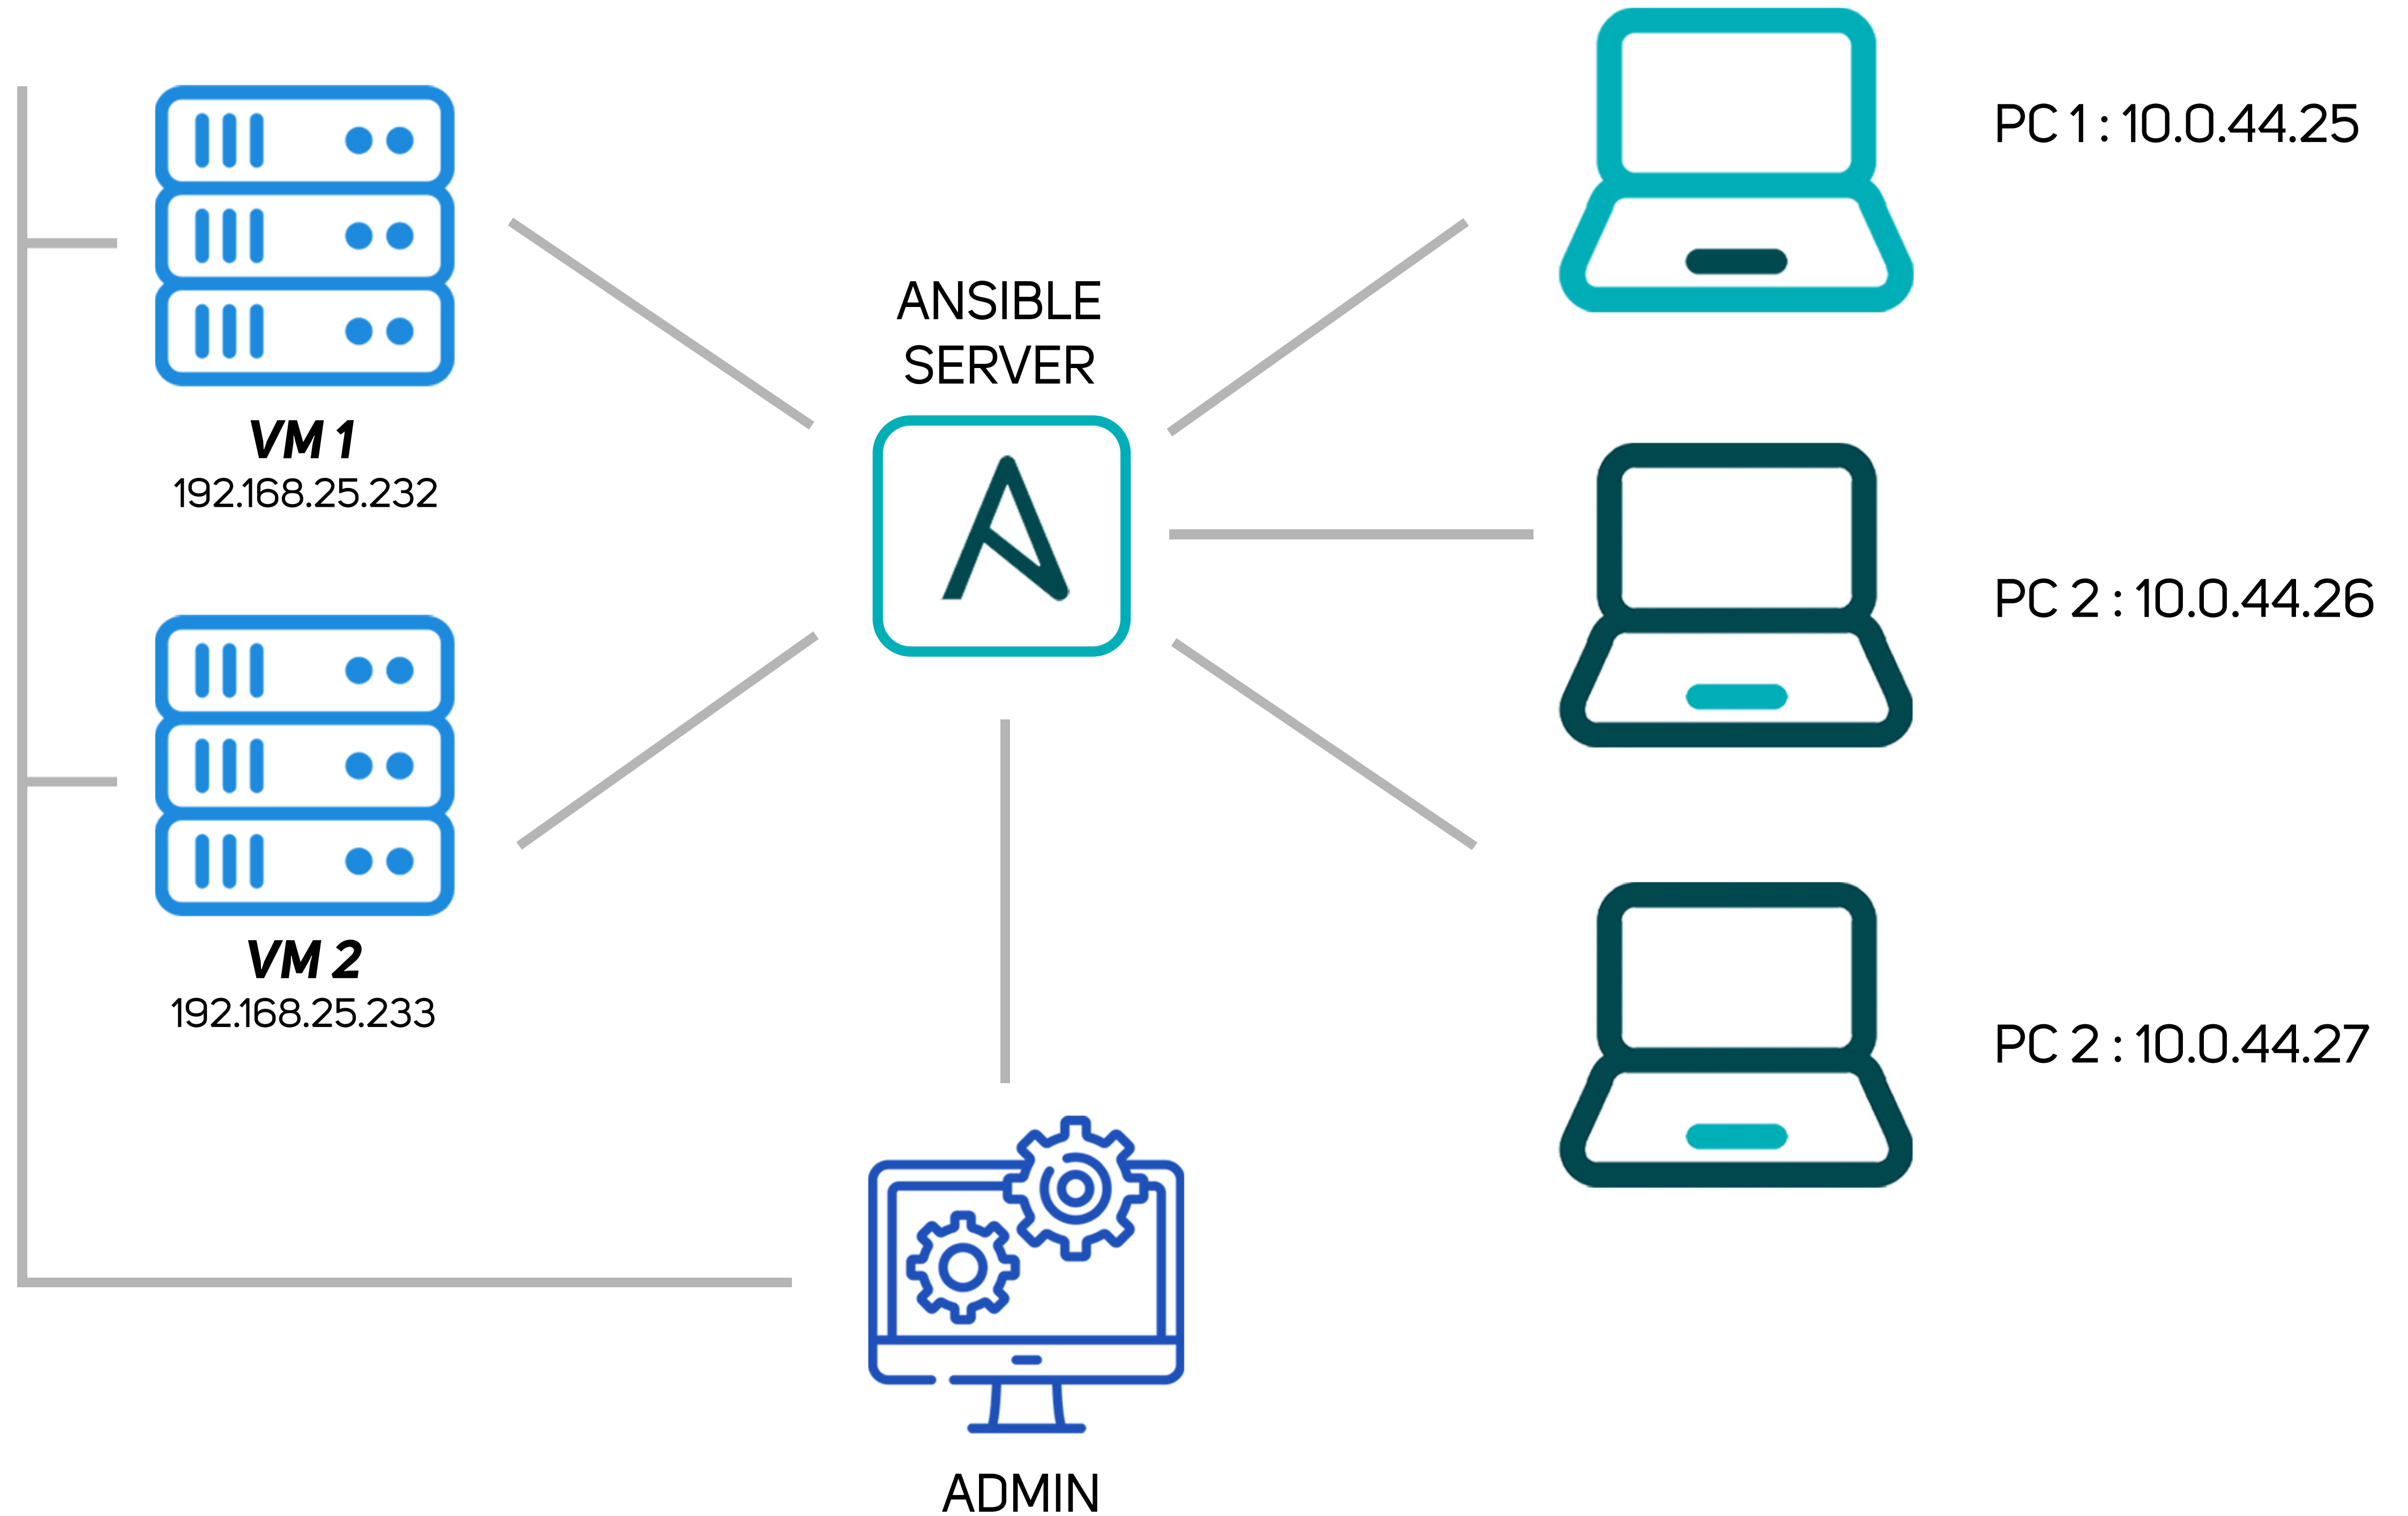 PC 1 : 10.0.44.25
ANSIBLE
SERVER
VM 1
192.168.25.232
PC 2 : 10.0.44.26
VM 2
192.168.25.233
PC 2 : 10.0.44.27
ADMIN